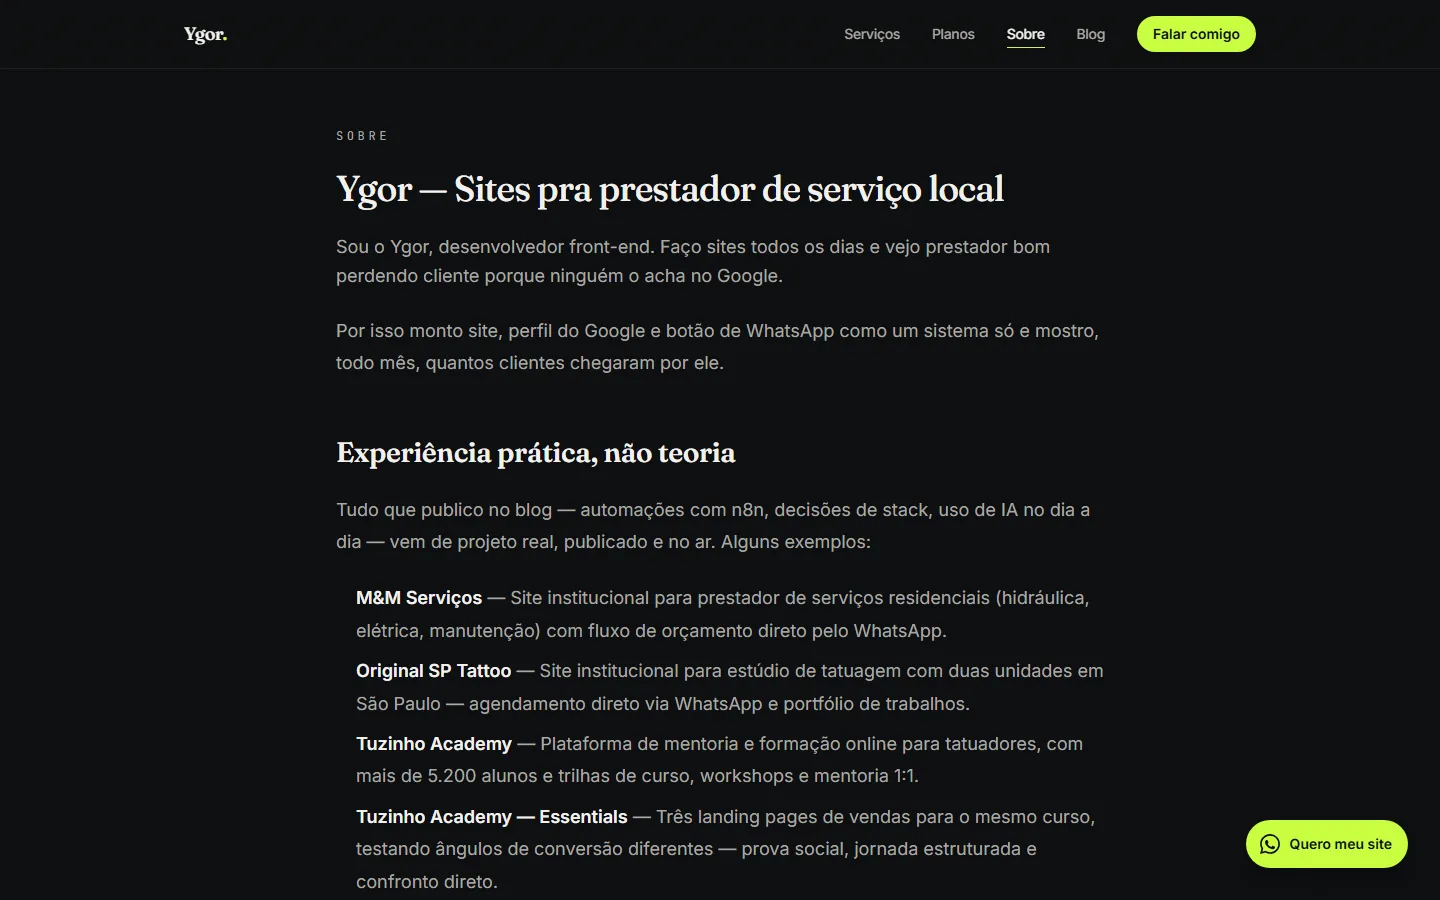 Ygor.
Serviços
Planos
Sobre
Blog
Falar comigo
SOBRE
Ygor — Sites pra prestador de serviço local
Sou o Ygor, desenvolvedor front-end. Faço sites todos os dias e vejo prestador bom
perdendo cliente porque ninguém o acha no Google.
Por isso monto site, perfil do Google e botão de WhatsApp como um sistema só e mostro,
todo mês, quantos clientes chegaram por ele.
Experiência prática, não teoria
Tudo que publico no blog — automações com n8n, decisões de stack, uso de IA no dia a
dia — vem de projeto real, publicado e no ar. Alguns exemplos:
M&M Serviços — Site institucional para prestador de serviços residenciais (hidráulica,
elétrica, manutenção) com fluxo de orçamento direto pelo WhatsApp.
Original SP Tattoo — Site institucional para estúdio de tatuagem com duas unidades em
São Paulo — agendamento direto via WhatsApp e portfólio de trabalhos.
Tuzinho Academy — Plataforma de mentoria e formação online para tatuadores, com
mais de 5.200 alunos e trilhas de curso, workshops e mentoria 1:1.
Tuzinho Academy — Essentials — Três landing pages de vendas para o mesmo curso,
testando ângulos de conversão diferentes — prova social, jornada estruturada e
confronto direto.
Quero meu site